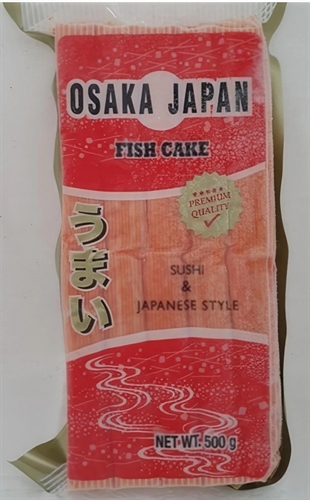 OSAKA JAPAN
FISH CAKE
PREMIUM
QUALITY
うまい
SUSHI
&
JAPANESE STYLE
NET WT. 500 g